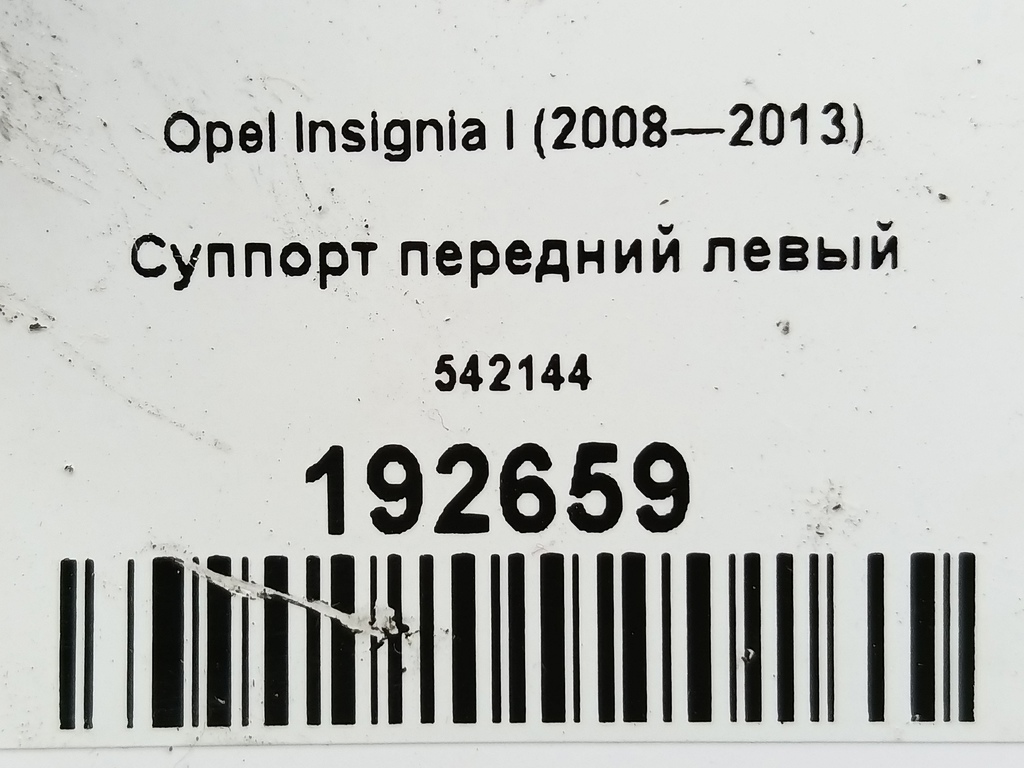 Opel Insignia I (2008—2013)
Суппорт передний левый
542144
192659